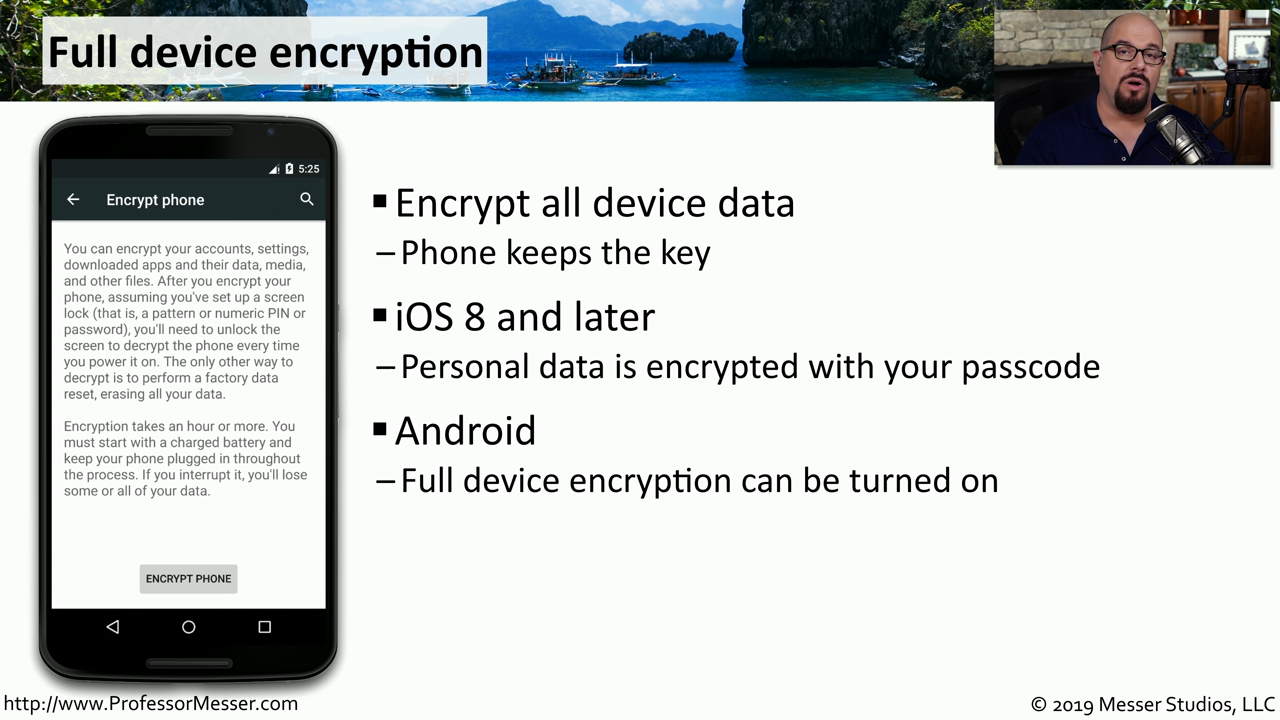 Full device encryption
5:25
Encrypt phone
You can encrypt your accounts, settings,
downloaded apps and their data, media,
and other files. After you encrypt your
phone, assuming you've set up a screen
lock (that is, a pattern or numeric PIN or
password), you'll need to unlock the
screen to decrypt the phone every time
you power it on. The only other way to
decrypt is to perform a factory data
reset, erasing all your data.
Encryption takes an hour or more. You
must start with a charged battery and
keep your phone plugged in throughout
the process. If you interrupt it, you'll lose
some or all of your data.
ENCRYPT PHONE
▪ Encrypt all device data
– Phone keeps the key
▪ iOS 8 and later
– Personal data is encrypted with your passcode
▪ Android
– Full device encryption can be turned on
http://www.ProfessorMesser.com
© 2019 Messer Studios, LLC